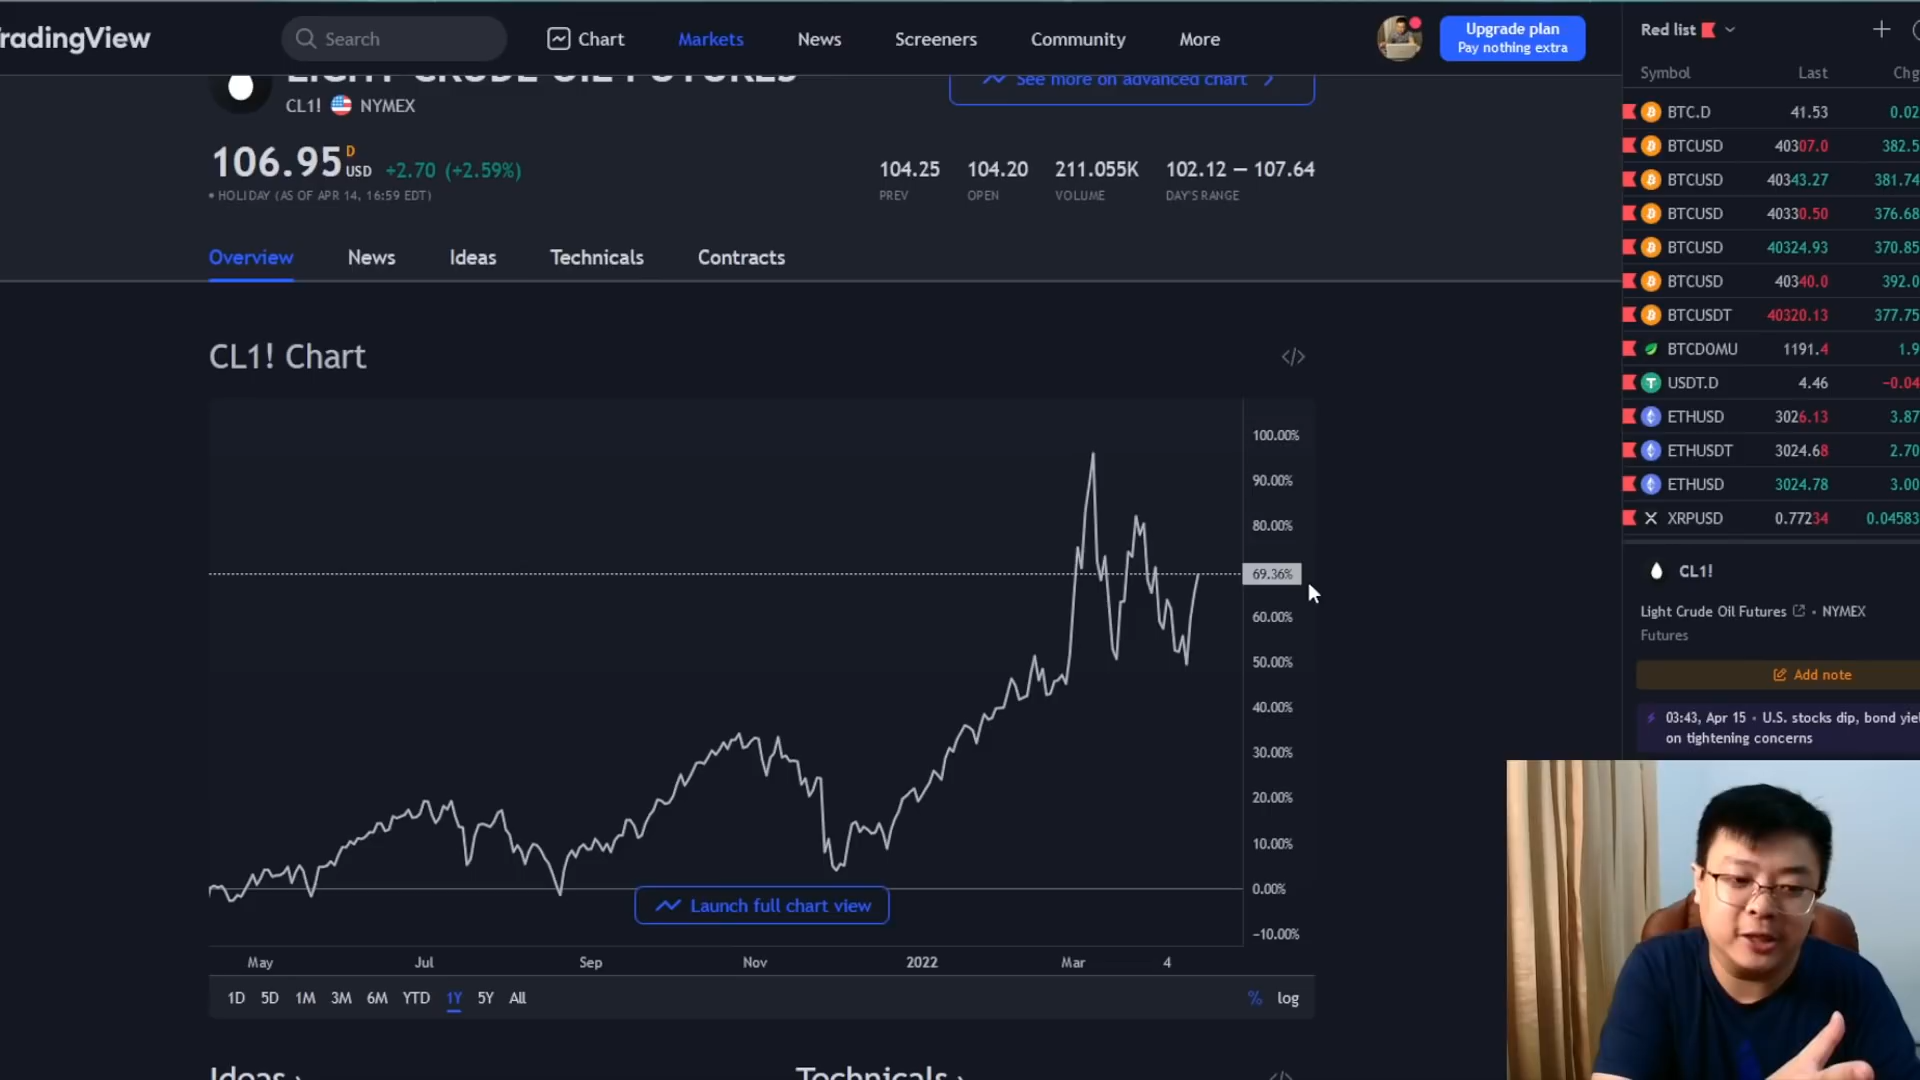 TradingView
Search
Chart
Markets
News
Screeners
Community
More
Upgrade plan
Pay nothing extra
LIGHT CRUDE OIL FUTURES
CL1! NYMEX
See more on advanced chart
106.95 D USD +2.70 (+2.59%)
• HOLIDAY (AS OF APR 14, 16:59 EDT)
104.25 104.20 211.055K 102.12 — 107.64
PREV OPEN VOLUME DAY'S RANGE
Overview News Ideas Technicals Contracts
CL1! Chart
100.00%
90.00%
80.00%
69.36%
60.00%
50.00%
40.00%
30.00%
20.00%
10.00%
0.00%
−10.00%
Launch full chart view
May Jul Sep Nov 2022 Mar 4
1D 5D 1M 3M 6M YTD 1Y 5Y All
% log
Ideas
Technicals
Red list
Symbol Last Chg
BTC.D 41.53 0.02
BTCUSD 40307.0 382.5
BTCUSD 40343.27 381.74
BTCUSD 40330.50 376.68
BTCUSD 40324.93 370.85
BTCUSD 40340.0 392.0
BTCUSDT 40320.13 377.75
BTCDOMU 1191.4 1.9
USDT.D 4.46 −0.04
ETHUSD 3026.13 3.87
ETHUSDT 3024.68 2.70
ETHUSD 3024.78 3.00
XRPUSD 0.77234 0.04583
CL1!
Light Crude Oil Futures • NYMEX
Futures
Add note
03:43, Apr 15 • U.S. stocks dip, bond yiel
on tightening concerns